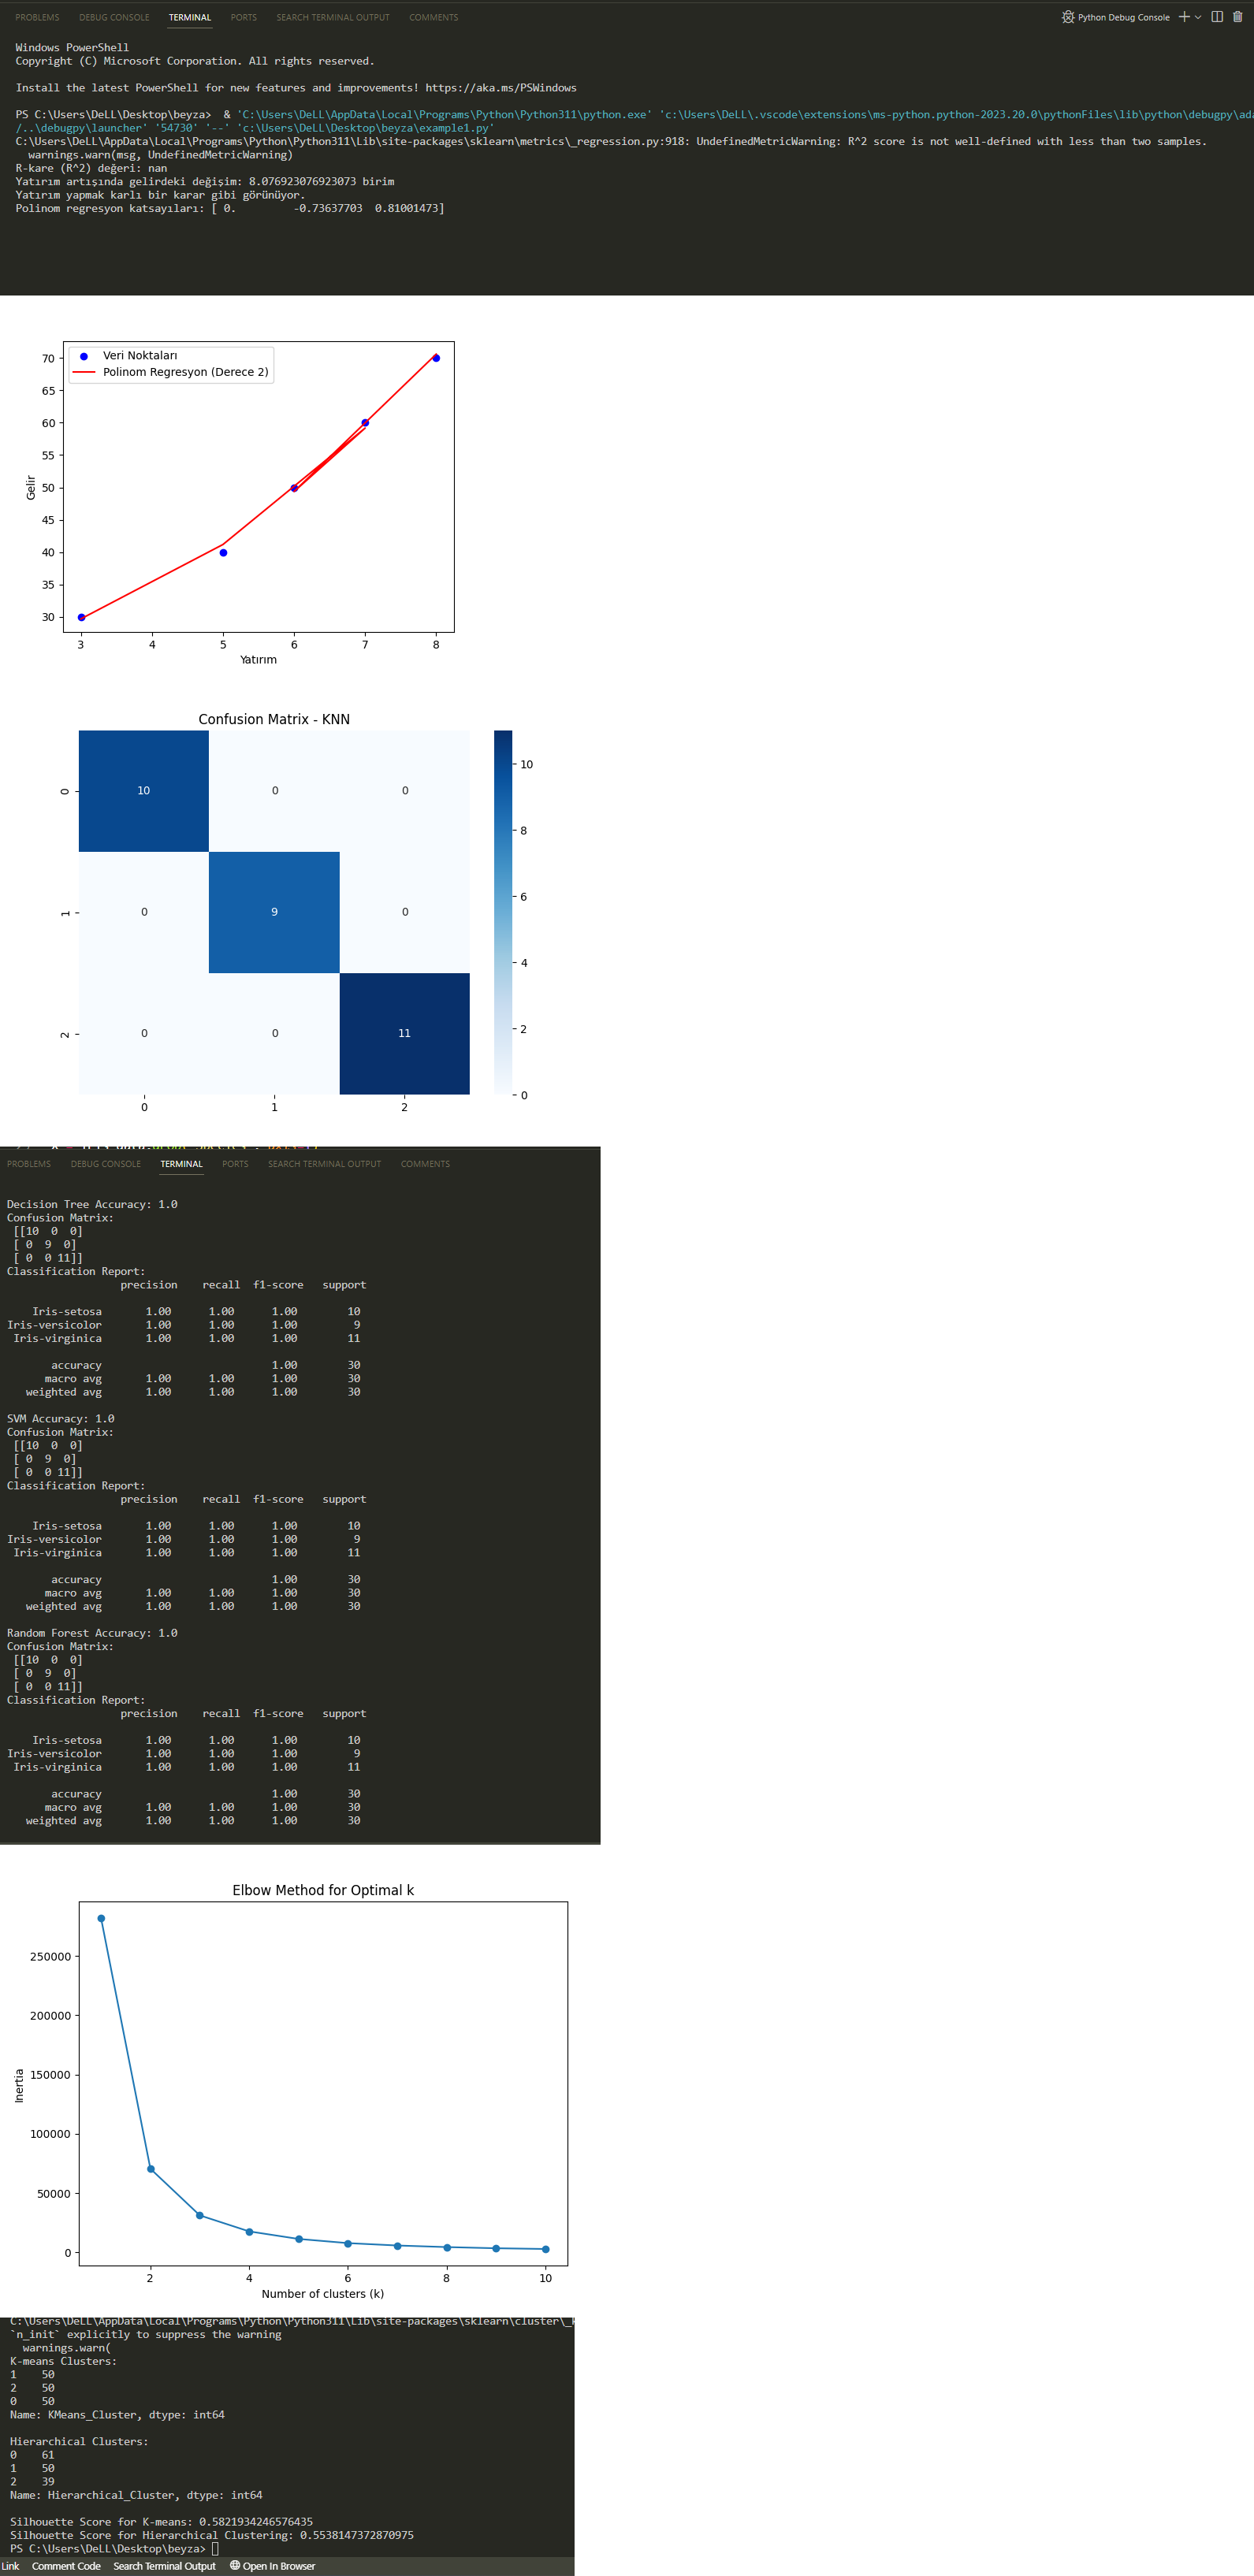 PROBLEMS DEBUG CONSOLE TERMINAL PORTS SEARCH TERMINAL OUTPUT COMMENTS Python Debug Console
Windows PowerShell
Copyright (C) Microsoft Corporation. All rights reserved.
Install the latest PowerShell for new features and improvements! https://aka.ms/PSWindows
PS C:\Users\DeLL\Desktop\beyza>  & 'C:\Users\DeLL\AppData\Local\Programs\Python\Python311\python.exe' 'c:\Users\DeLL\.vscode\extensions\ms-python.python-2023.20.0\pythonFiles\lib\python\debugpy\ada
/..\debugpy\launcher' '54730' '--' 'c:\Users\DeLL\Desktop\beyza\example1.py'
C:\Users\DeLL\AppData\Local\Programs\Python\Python311\Lib\site-packages\sklearn\metrics\_regression.py:918: UndefinedMetricWarning: R^2 score is not well-defined with less than two samples.
warnings.warn(msg, UndefinedMetricWarning)
R-kare (R^2) değeri: nan
Yatırım artışında gelirdeki değişim: 8.076923076923073 birim
Yatırım yapmak karlı bir karar gibi görünüyor.
Polinom regresyon katsayıları: [ 0.         -0.73637703  0.81001473]
Veri Noktaları
Polinom Regresyon (Derece 2)
70
65
60
55
50
45
40
35
30
Gelir
3 4 5 6 7 8
Yatırım
Confusion Matrix - KNN
0 10 0 0
1 0 9 0
2 0 0 11
0 1 2
10
8
6
4
2
0
PROBLEMS DEBUG CONSOLE TERMINAL PORTS SEARCH TERMINAL OUTPUT COMMENTS
Decision Tree Accuracy: 1.0
Confusion Matrix:
[[10  0  0]
[ 0  9  0]
[ 0  0 11]]
Classification Report:
precision    recall  f1-score   support
Iris-setosa       1.00      1.00      1.00        10
Iris-versicolor       1.00      1.00      1.00         9
Iris-virginica       1.00      1.00      1.00        11
accuracy                           1.00        30
macro avg       1.00      1.00      1.00        30
weighted avg       1.00      1.00      1.00        30
SVM Accuracy: 1.0
Confusion Matrix:
[[10  0  0]
[ 0  9  0]
[ 0  0 11]]
Classification Report:
precision    recall  f1-score   support
Iris-setosa       1.00      1.00      1.00        10
Iris-versicolor       1.00      1.00      1.00         9
Iris-virginica       1.00      1.00      1.00        11
accuracy                           1.00        30
macro avg       1.00      1.00      1.00        30
weighted avg       1.00      1.00      1.00        30
Random Forest Accuracy: 1.0
Confusion Matrix:
[[10  0  0]
[ 0  9  0]
[ 0  0 11]]
Classification Report:
precision    recall  f1-score   support
Iris-setosa       1.00      1.00      1.00        10
Iris-versicolor       1.00      1.00      1.00         9
Iris-virginica       1.00      1.00      1.00        11
accuracy                           1.00        30
macro avg       1.00      1.00      1.00        30
weighted avg       1.00      1.00      1.00        30
Elbow Method for Optimal k
250000
200000
150000
100000
50000
0
Inertia
2 4 6 8 10
Number of clusters (k)
C:\Users\DeLL\AppData\Local\Programs\Python\Python311\Lib\site-packages\sklearn\cluster\_
`n_init` explicitly to suppress the warning
warnings.warn(
K-means Clusters:
1    50
2    50
0    50
Name: KMeans_Cluster, dtype: int64
Hierarchical Clusters:
0    61
1    50
2    39
Name: Hierarchical_Cluster, dtype: int64
Silhouette Score for K-means: 0.5821934246576435
Silhouette Score for Hierarchical Clustering: 0.5538147372870975
PS C:\Users\DeLL\Desktop\beyza>
Link Comment Code Search Terminal Output Open In Browser